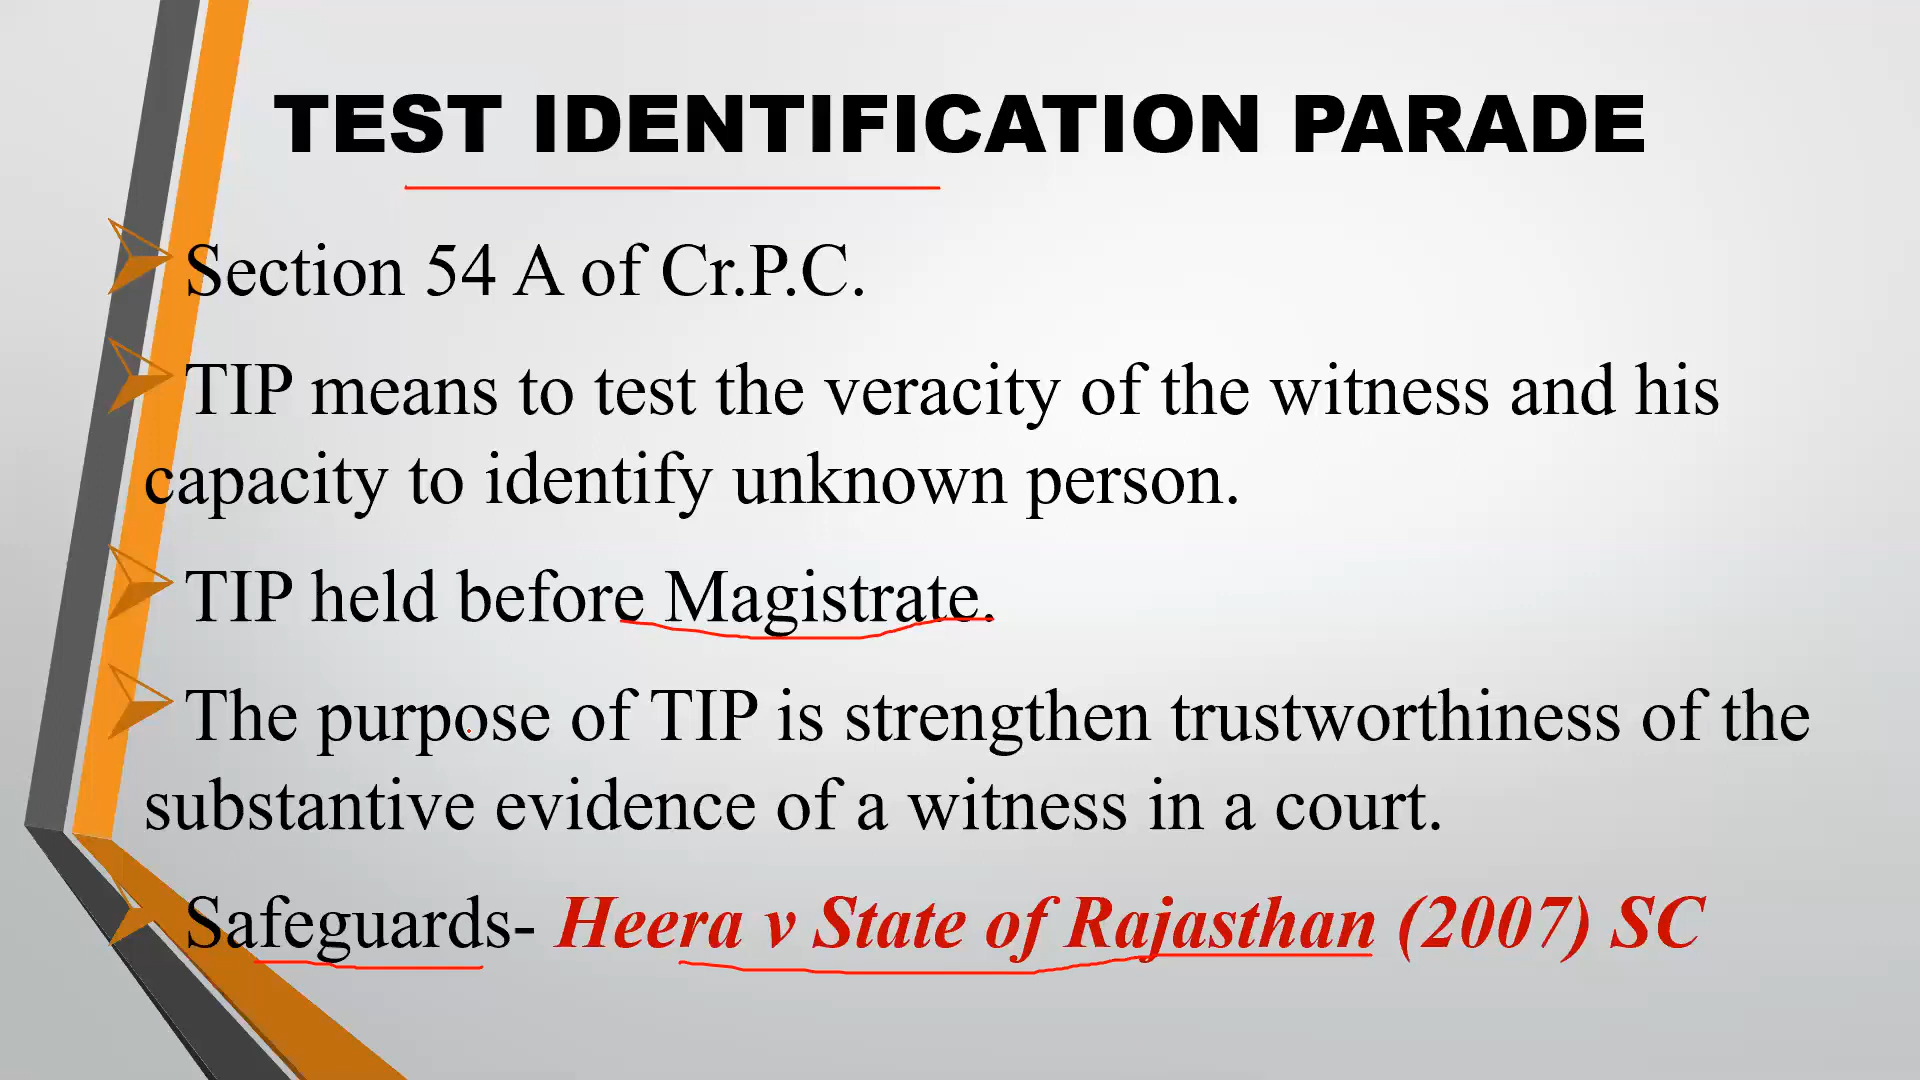 TEST IDENTIFICATION PARADE
Section 54 A of Cr.P.C.
TIP means to test the veracity of the witness and his
capacity to identify unknown person.
TIP held before Magistrate.
The purpose of TIP is strengthen trustworthiness of the
substantive evidence of a witness in a court.
Safeguards- Heera v State of Rajasthan (2007) SC